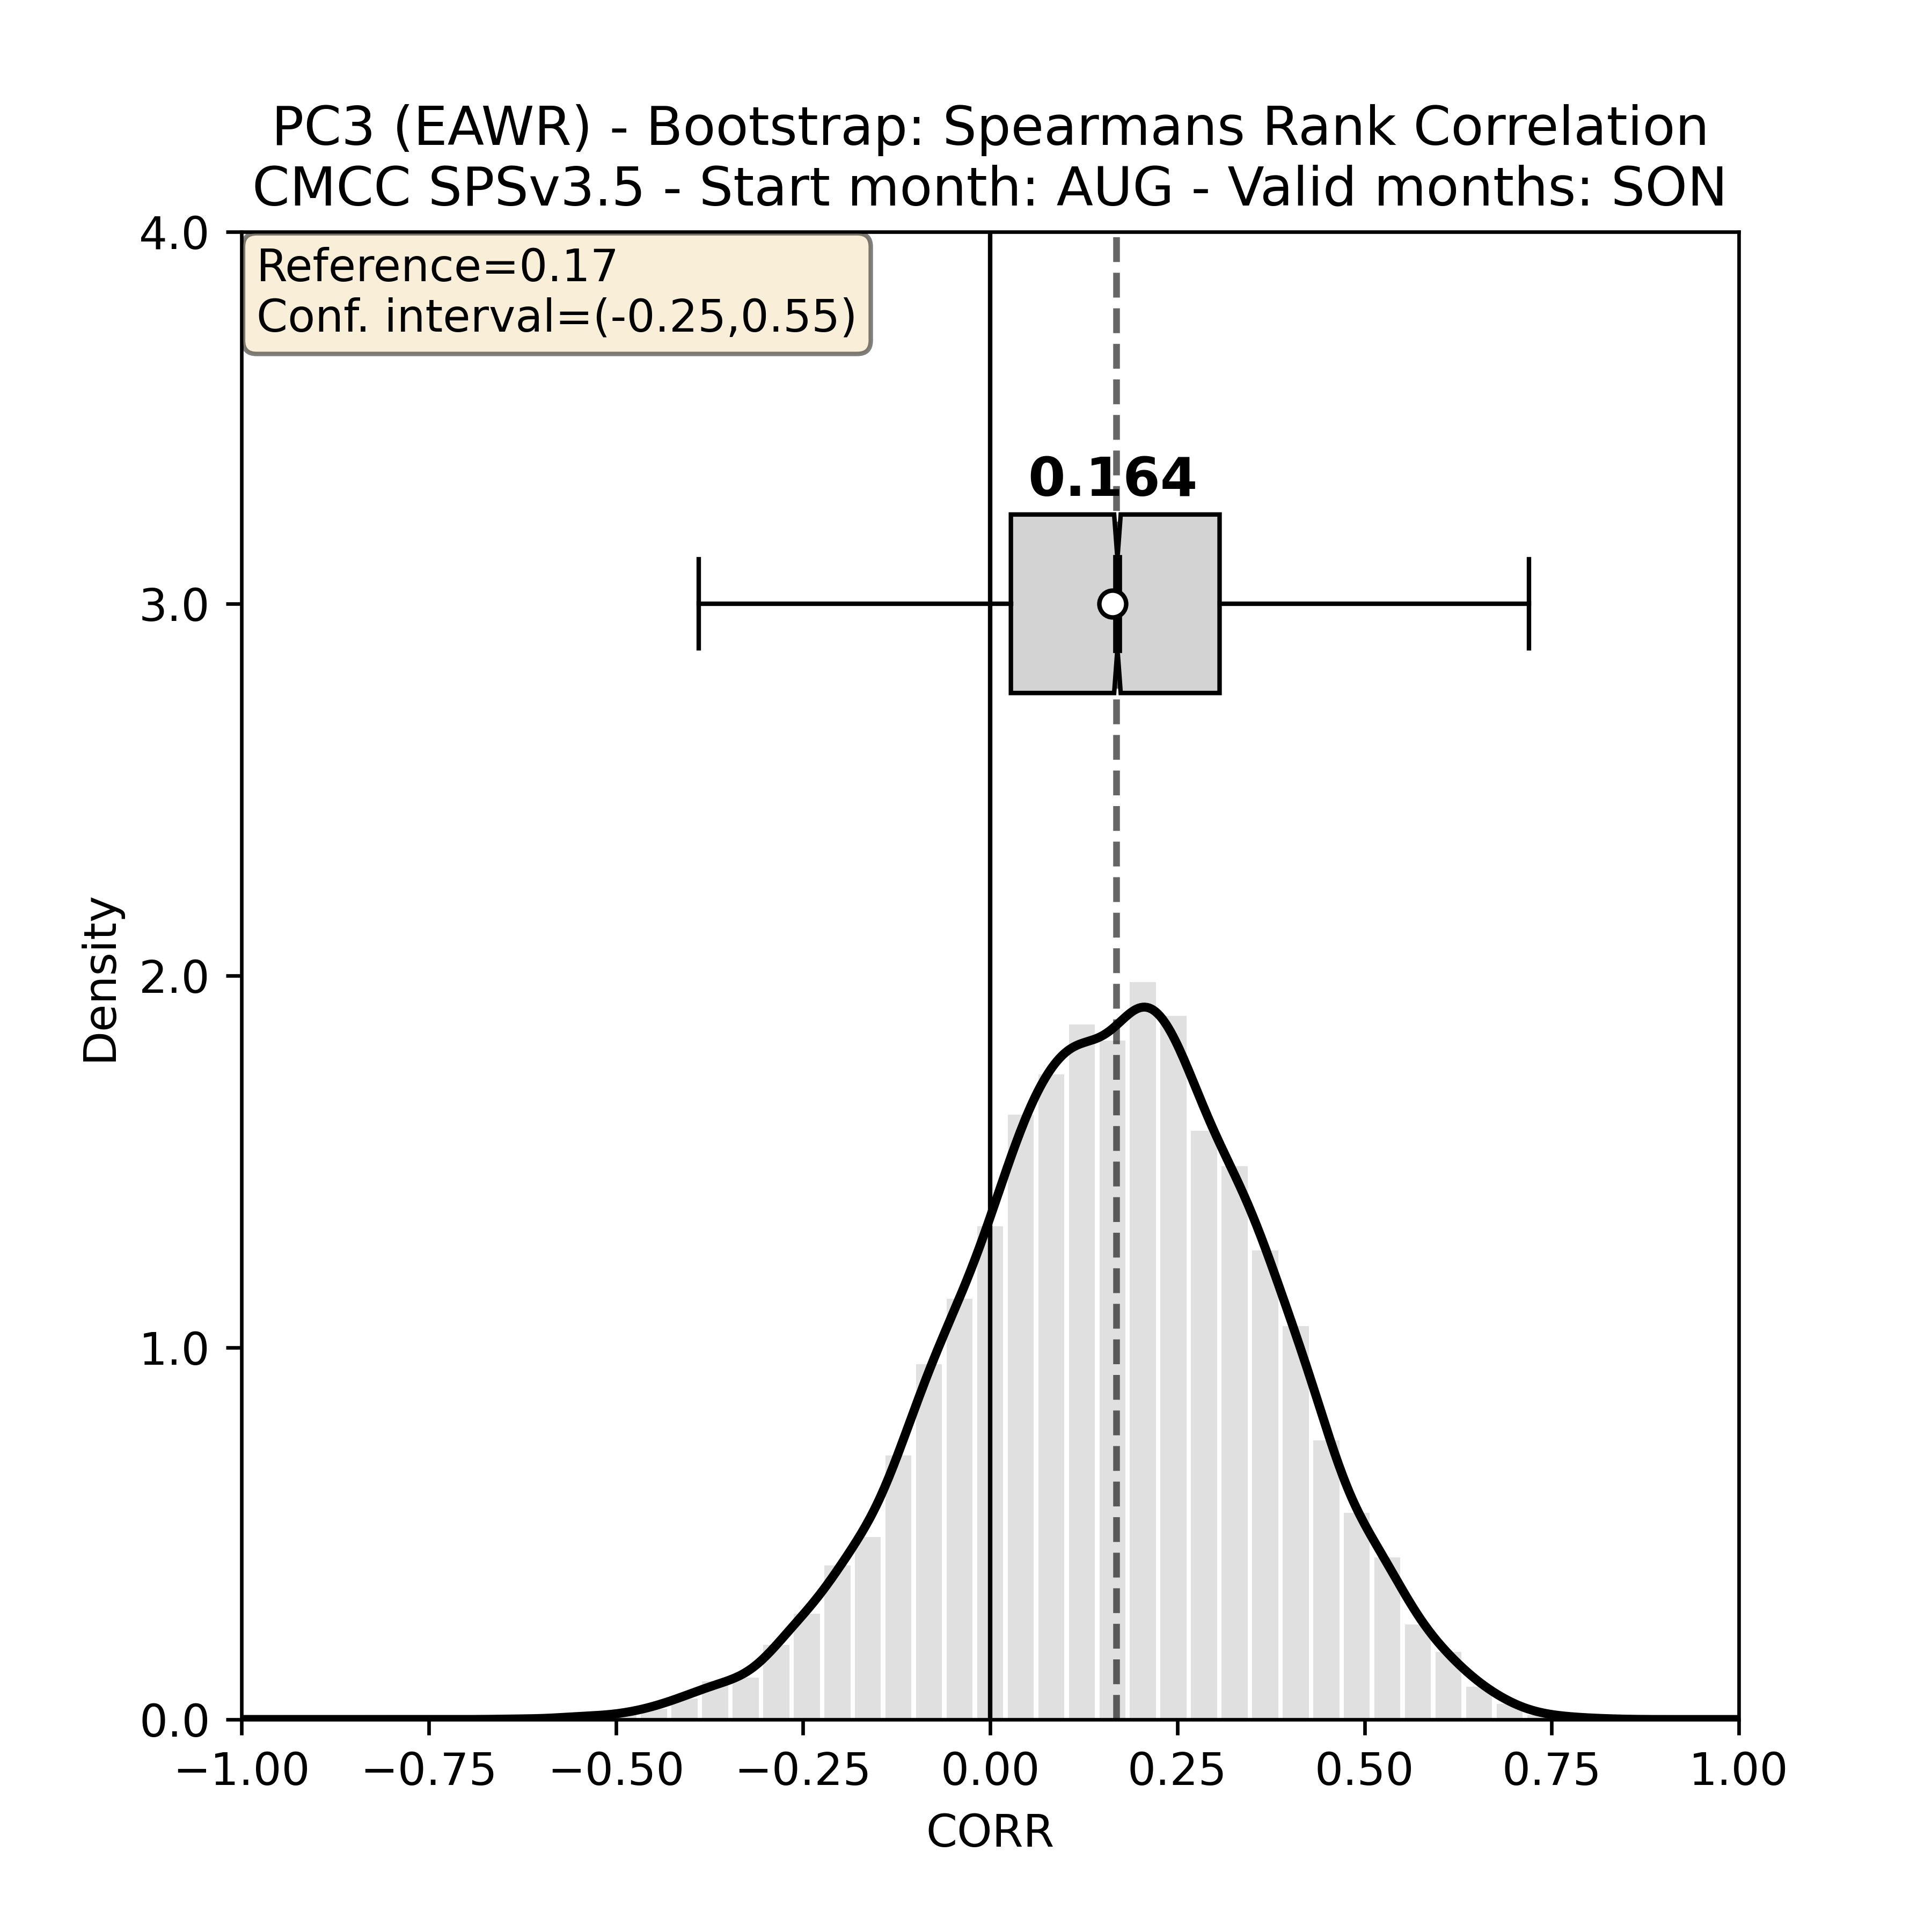 PC3 (EAWR) - Bootstrap: Spearmans Rank Correlation
CMCC SPSv3.5 - Start month: AUG - Valid months: SON
4.0
Reference=0.17
Conf. interval=(-0.25,0.55)
0.164
3.0
Density
2.0
1.0
0.0
−1.00 −0.75 −0.50 −0.25 0.00 0.25 0.50 0.75 1.00
CORR